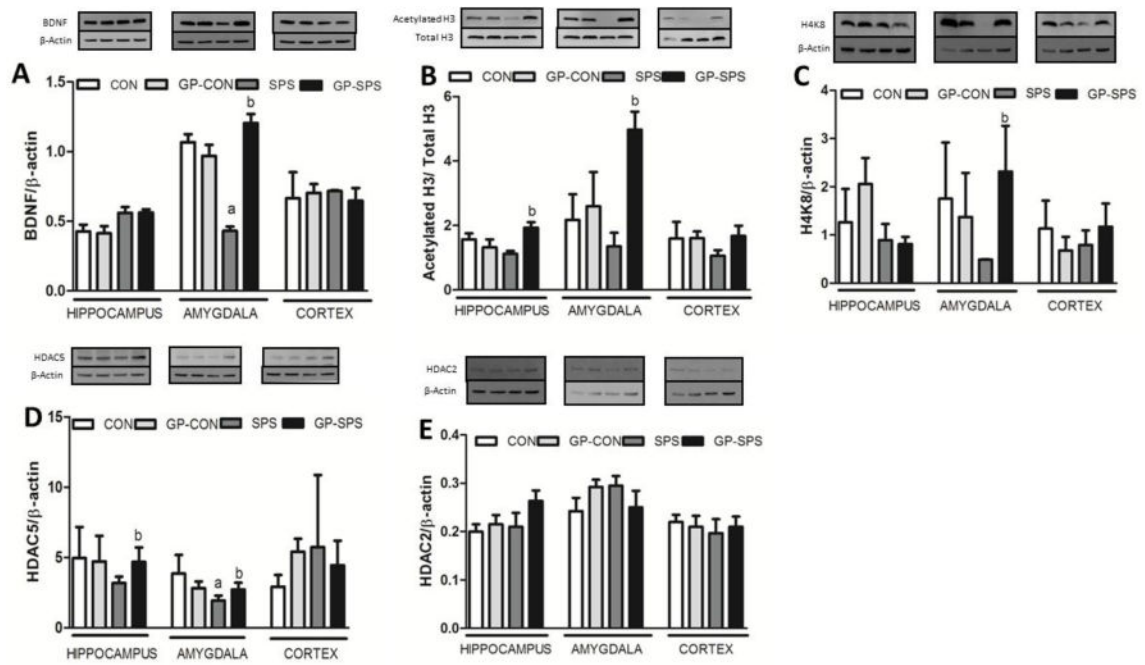 BDNF
β-Actin
A
CON GP-CON SPS GP-SPS
BDNF/β-actin
1.5
1.0
0.5
0.0
a
b
HIPPOCAMPUS AMYGDALA CORTEX
Acetylated H3
Total H3
B
CON GP-CON SPS GP-SPS
Acetylated H3/ Total H3
6
4
2
0
b
b
HIPPOCAMPUS AMYGDALA CORTEX
H4K8
β-Actin
C
CON GP-CON SPS GP-SPS
H4K8/β-actin
4
3
2
1
0
b
HIPPOCAMPUS AMYGDALA CORTEX
HDAC5
β-Actin
D
CON GP-CON SPS GP-SPS
HDAC5/β-actin
15
10
5
0
b
a
b
HIPPOCAMPUS AMYGDALA CORTEX
HDAC2
β-Actin
E
CON GP-CON SPS GP-SPS
HDAC2/β-actin
0.4
0.3
0.2
0.1
0.0
HIPPOCAMPUS AMYGDALA CORTEX